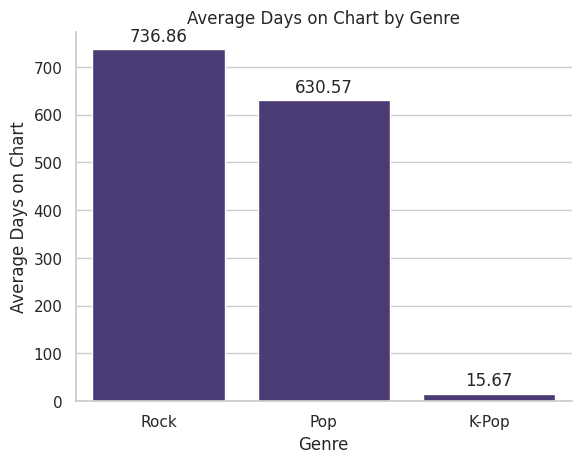 Average Days on Chart by Genre
736.86
630.57
15.67
700
600
500
400
300
200
100
0
Average Days on Chart
Rock
Pop
K-Pop
Genre